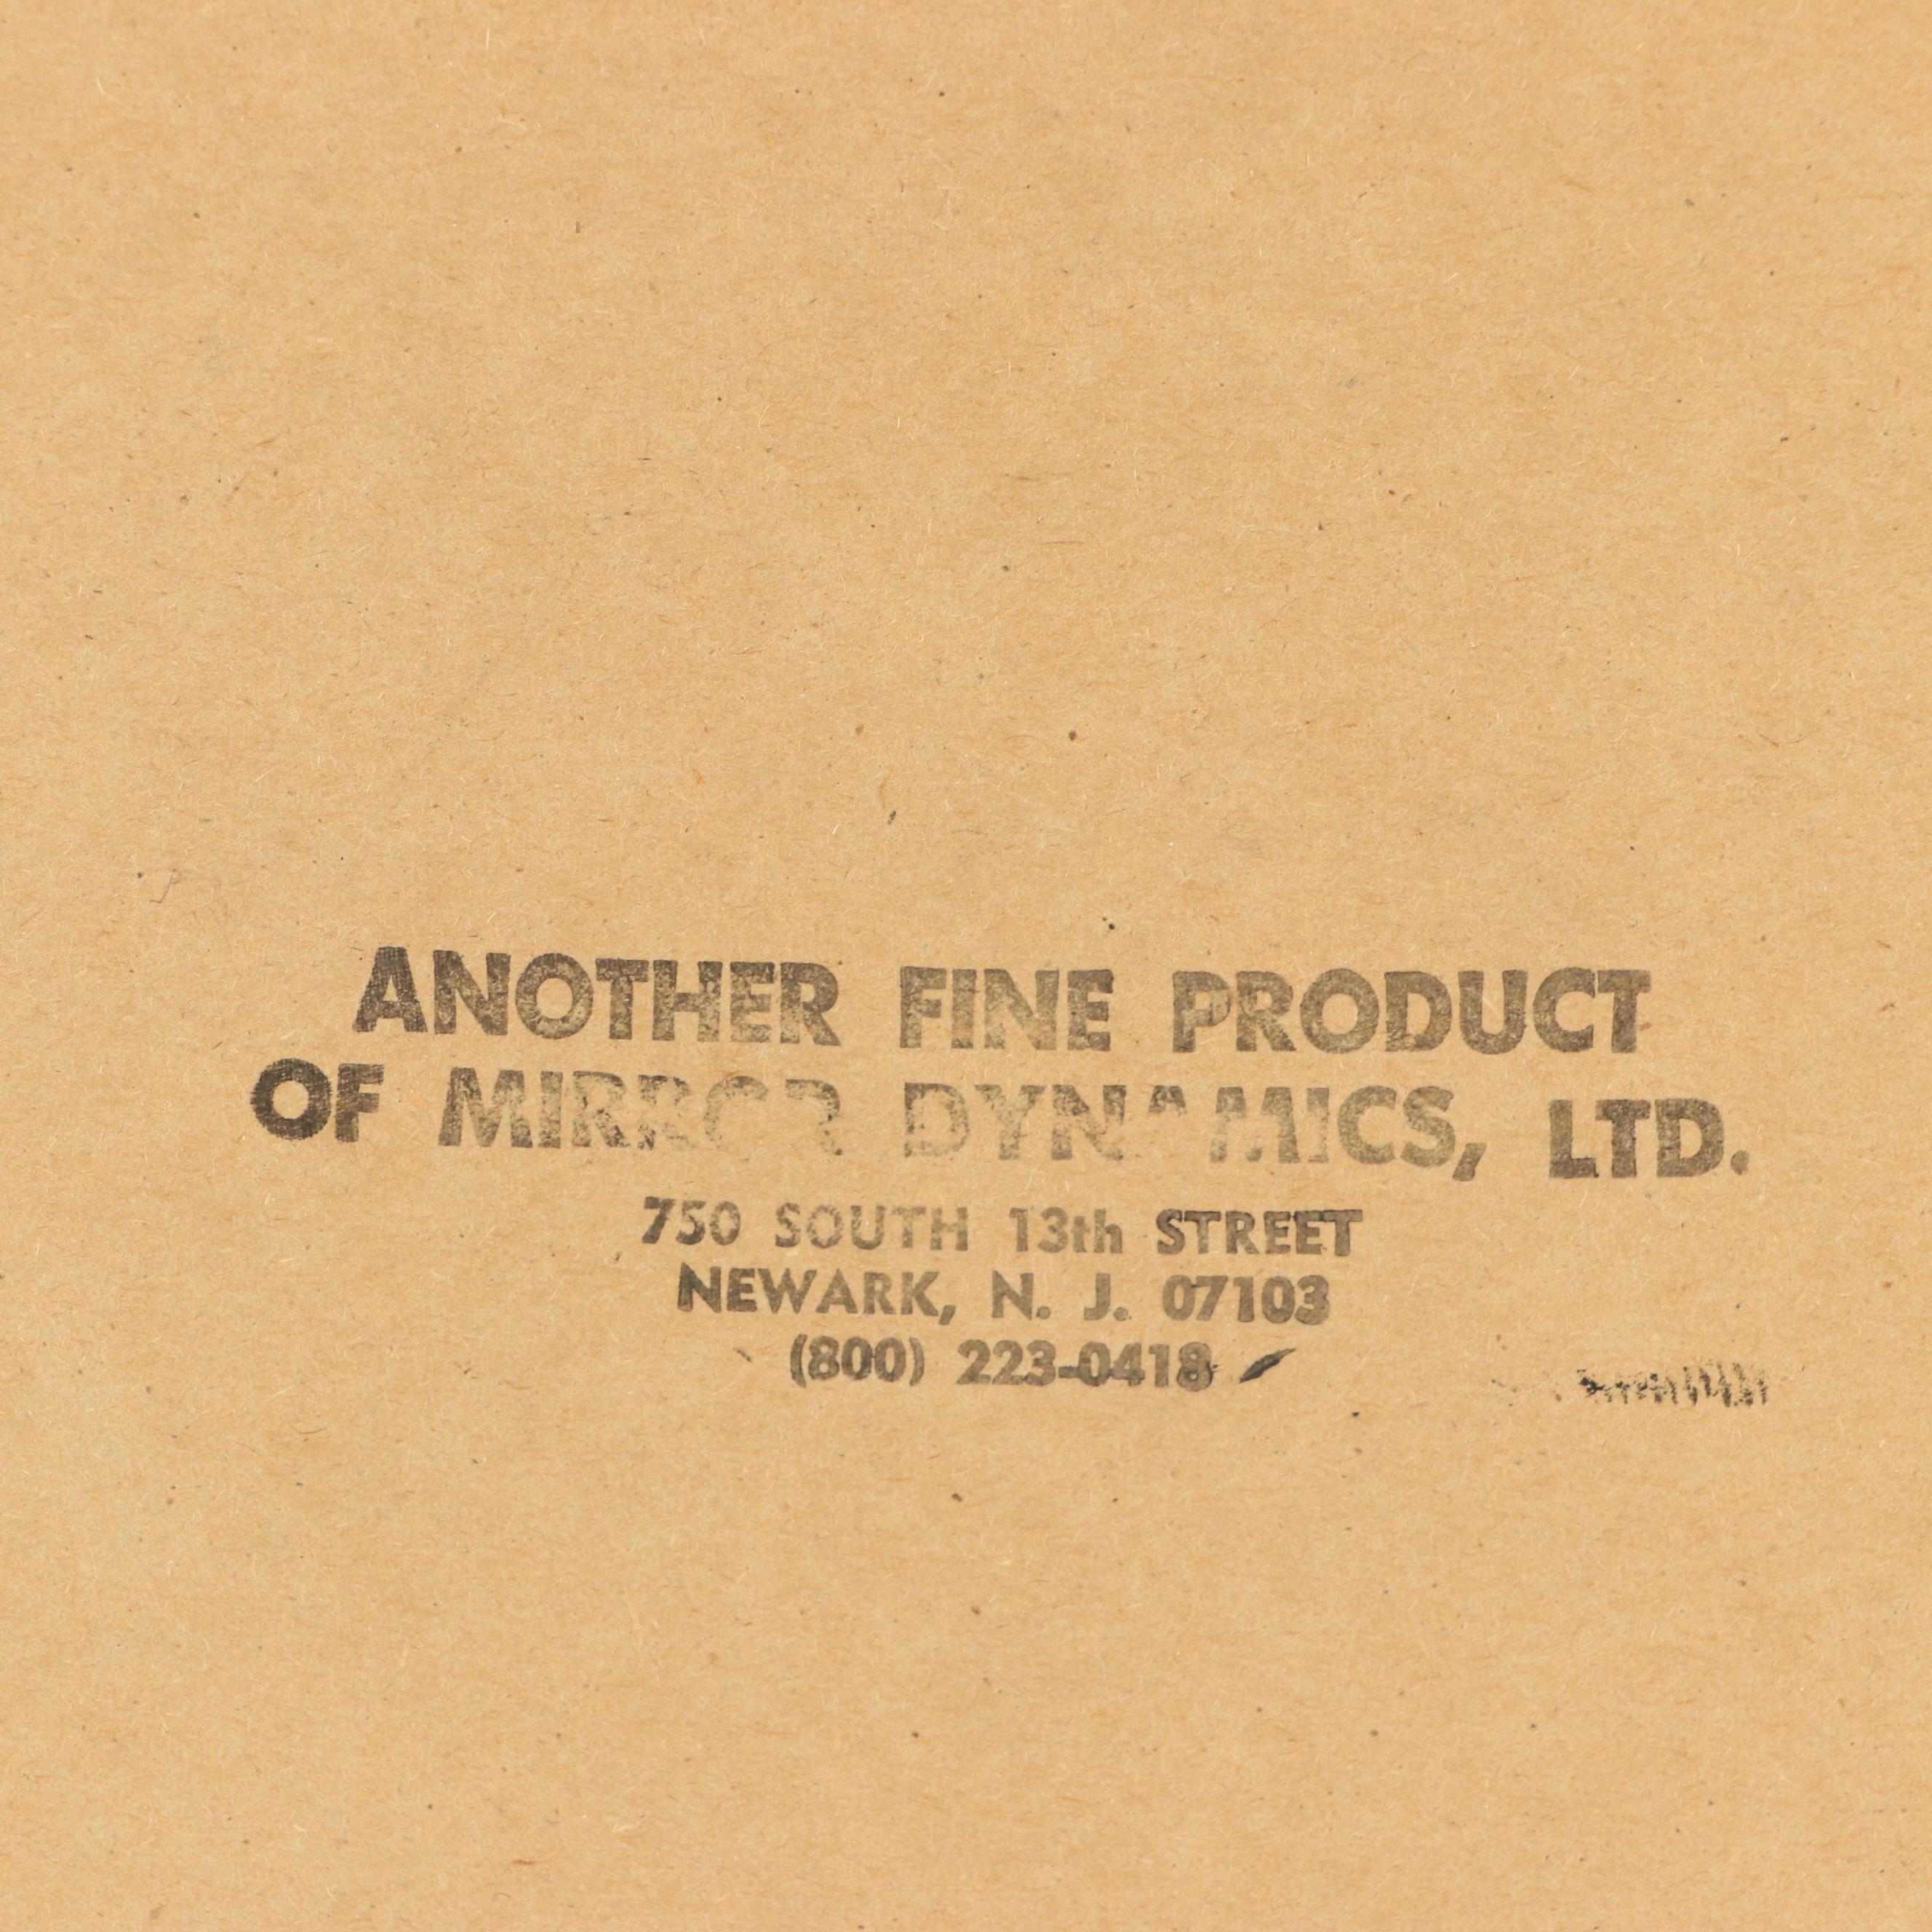 ANOTHER FINE PRODUCT
OF MIRROR DYNAMICS, LTD.
750 SOUTH 13th STREET
NEWARK, N. J. 07103
(800) 223-0418